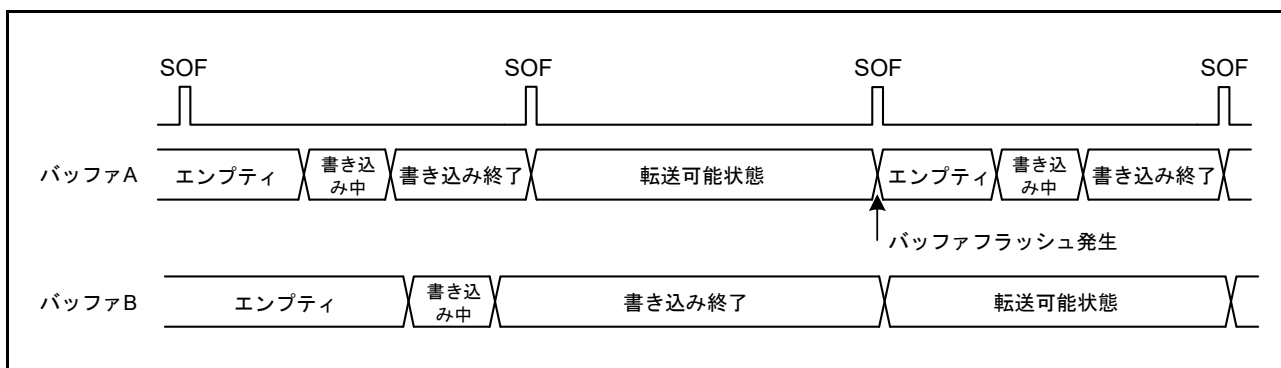 SOF SOF SOF SOF
バッファA エンプティ 書き込み中 書き込み終了 転送可能状態 エンプティ 書き込み中 書き込み終了
バッファフラッシュ発生
バッファB エンプティ 書き込み中 書き込み終了 転送可能状態